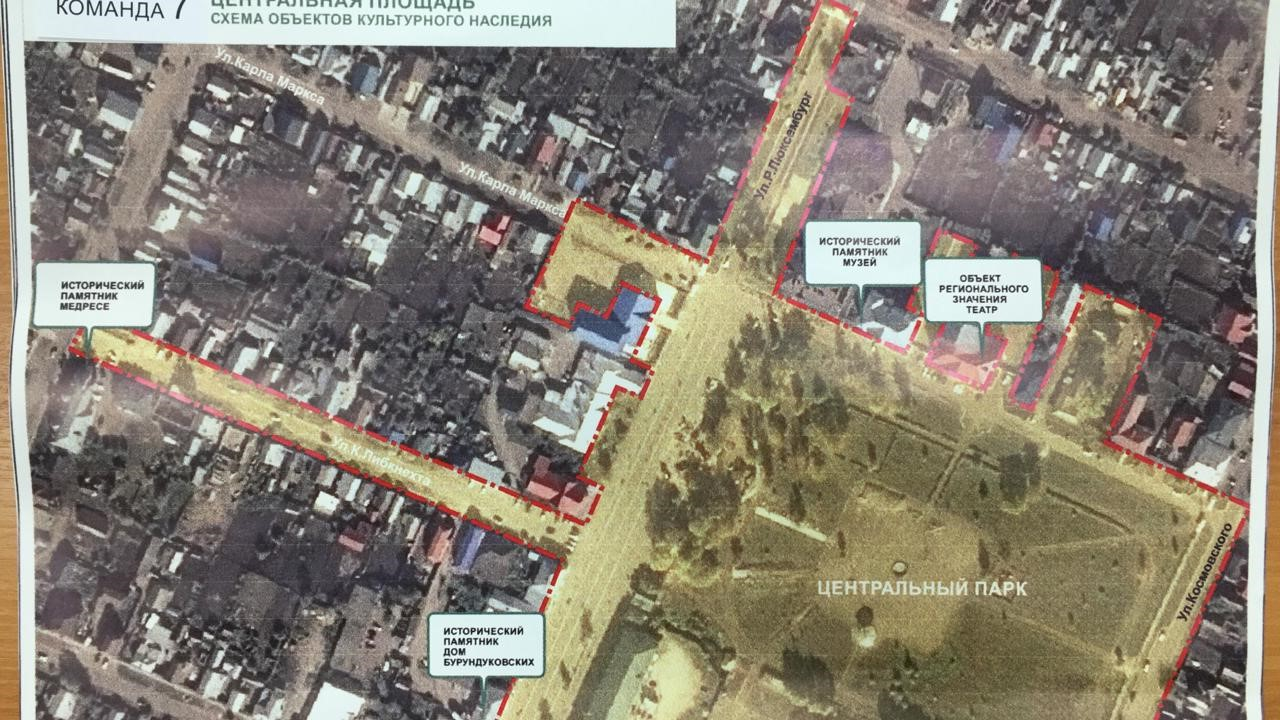 КОМАНДА 7
ЦЕНТРАЛЬНАЯ ПЛОЩАДЬ
СХЕМА ОБЪЕКТОВ КУЛЬТУРНОГО НАСЛЕДИЯ
Ул.Карла Маркса
Ул.Карла Маркса
Ул.Р.Люксембург
ИСТОРИЧЕСКИЙ
ПАМЯТНИК
МУЗЕЙ
ОБЪЕКТ
РЕГИОНАЛЬНОГО
ЗНАЧЕНИЯ
ТЕАТР
ИСТОРИЧЕСКИЙ
ПАМЯТНИК
МЕДРЕСЕ
Ул.К.Либкнехта
ЦЕНТРАЛЬНЫЙ ПАРК
Ул.Космовского
ИСТОРИЧЕСКИЙ
ПАМЯТНИК
ДОМ
БУРУНДУКОВСКИХ